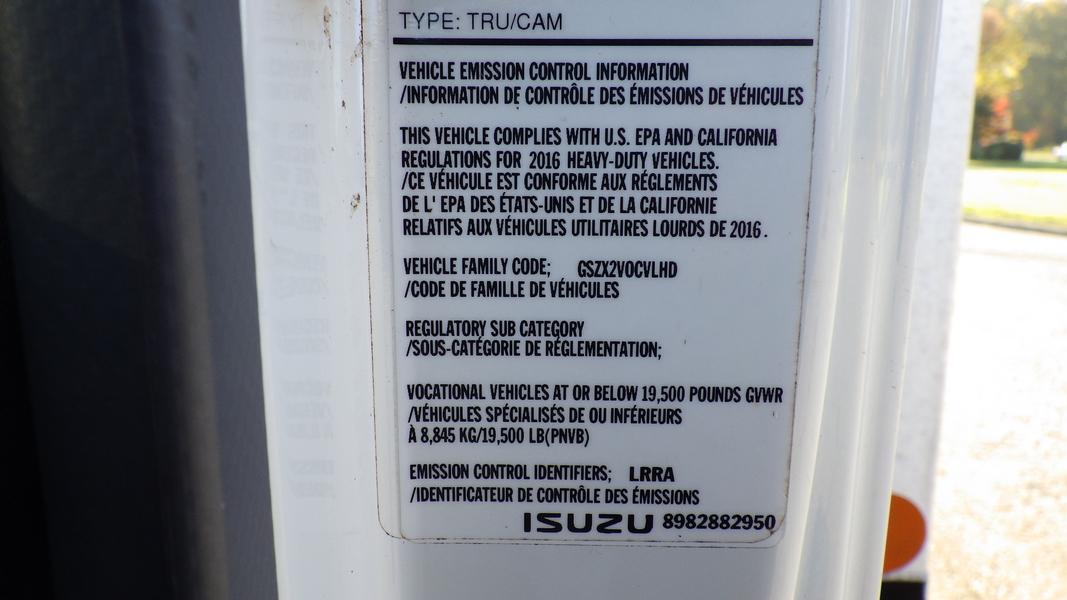 TYPE: TRU/CAM
VEHICLE EMISSION CONTROL INFORMATION
/INFORMATION DE CONTRÔLE DES ÉMISSIONS DE VÉHICULES
THIS VEHICLE COMPLIES WITH U.S. EPA AND CALIFORNIA
REGULATIONS FOR 2016 HEAVY-DUTY VEHICLES.
/CE VÉHICULE EST CONFORME AUX RÉGLEMENTS
DE L' EPA DES ÉTATS-UNIS ET DE LA CALIFORNIE
RELATIFS AUX VÉHICULES UTILITAIRES LOURDS DE 2016.
VEHICLE FAMILY CODE; GSZX2VOCVLHD
/CODE DE FAMILLE DE VÉHICULES
REGULATORY SUB CATEGORY
/SOUS-CATÉGORIE DE RÉGLEMENTATION;
VOCATIONAL VEHICLES AT OR BELOW 19,500 POUNDS GVWR
/VÉHICULES SPÉCIALISÉS DE OU INFÉRIEURS
À 8,845 KG/19,500 LB(PNVB)
EMISSION CONTROL IDENTIFIERS; LRRA
/IDENTIFICATEUR DE CONTRÔLE DES ÉMISSIONS
ISUZU 8982882950